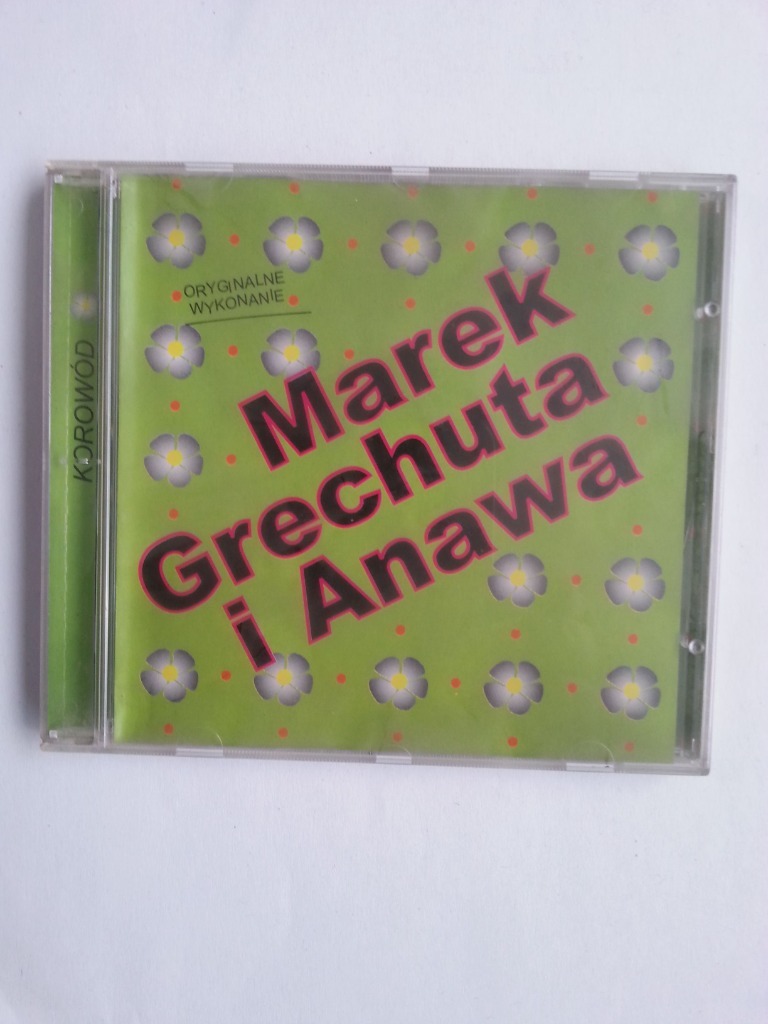 KOROWÓD
ORYGINALNE
WYKONANIE
Marek
Grechuta
i Anawa